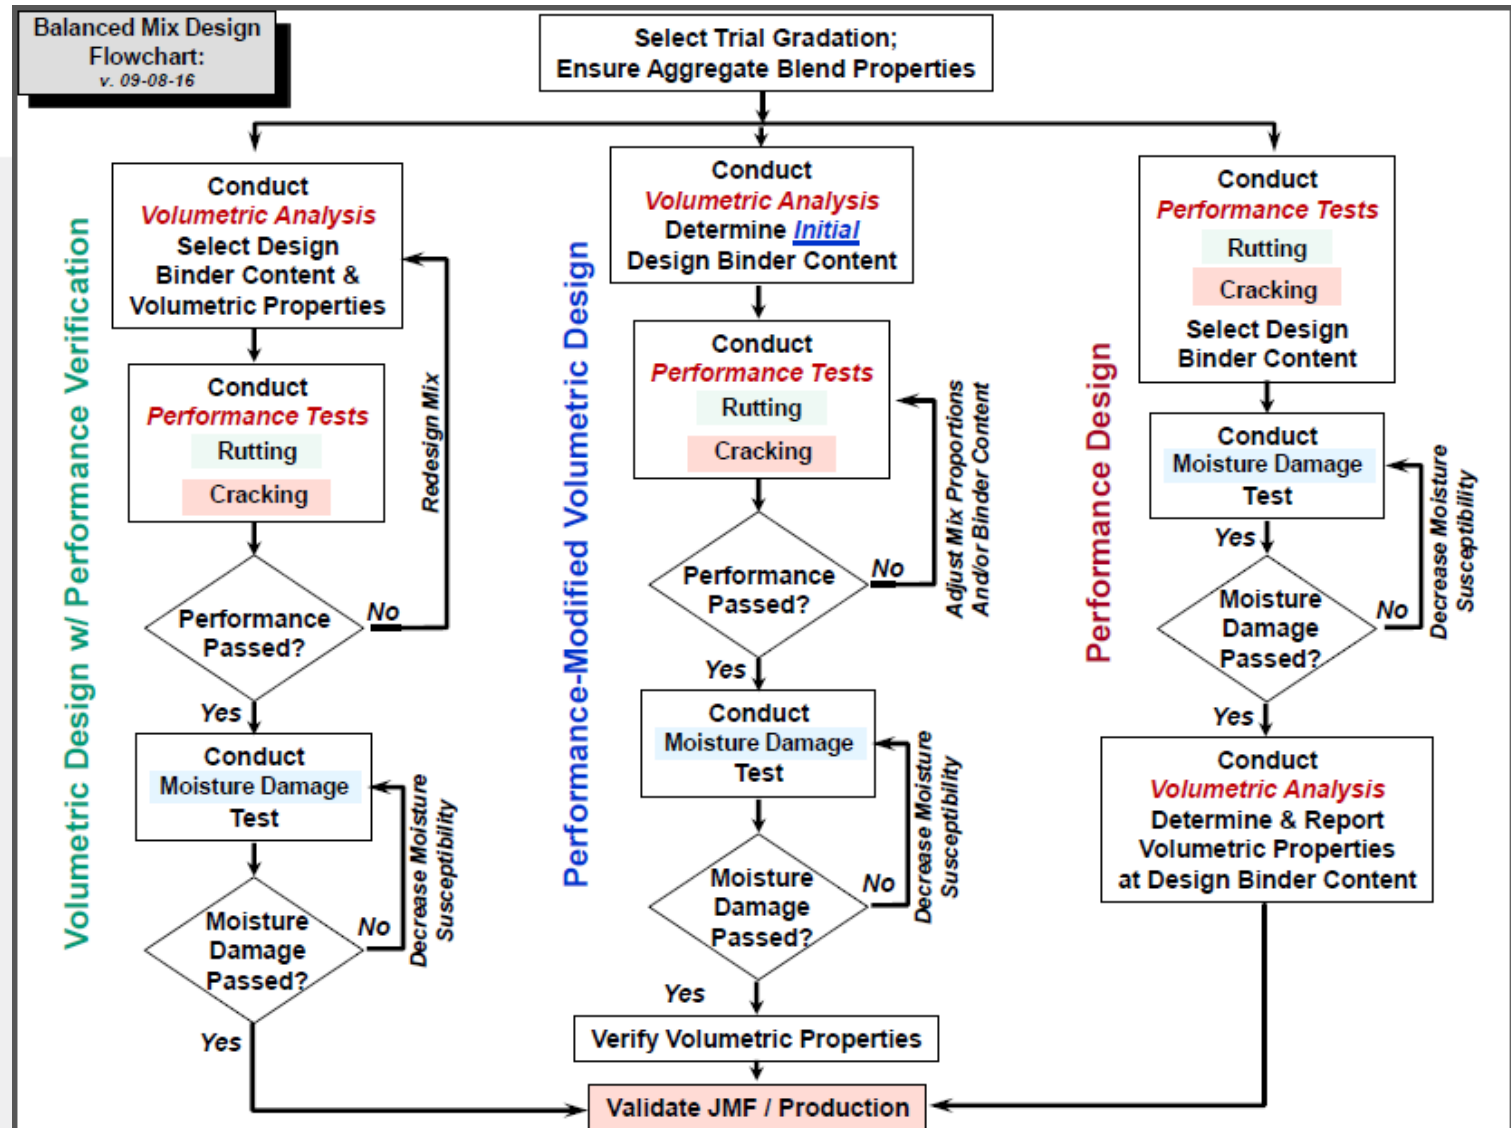 Balanced Mix Design
Flowchart:
v. 09-08-16
Select Trial Gradation;
Ensure Aggregate Blend Properties
Volumetric Design w/ Performance Verification
Conduct
Volumetric Analysis
Select Design
Binder Content &
Volumetric Properties
Redesign Mix
Conduct
Performance Tests
Rutting
Cracking
Performance
Passed?
No
Yes
Conduct
Moisture Damage
Test
Decrease Moisture
Susceptibility
Moisture
Damage
Passed?
No
Yes
Performance-Modified Volumetric Design
Conduct
Volumetric Analysis
Determine Initial
Design Binder Content
Conduct
Performance Tests
Rutting
Cracking
Adjust Mix Proportions
And/or Binder Content
Performance
Passed?
No
Yes
Conduct
Moisture Damage
Test
Decrease Moisture
Susceptibility
Moisture
Damage
Passed?
No
Yes
Verify Volumetric Properties
Performance Design
Conduct
Performance Tests
Rutting
Cracking
Select Design
Binder Content
Conduct
Moisture Damage
Test
Decrease Moisture
Susceptibility
Yes
Moisture
Damage
Passed?
No
Yes
Conduct
Volumetric Analysis
Determine & Report
Volumetric Properties
at Design Binder Content
Validate JMF / Production